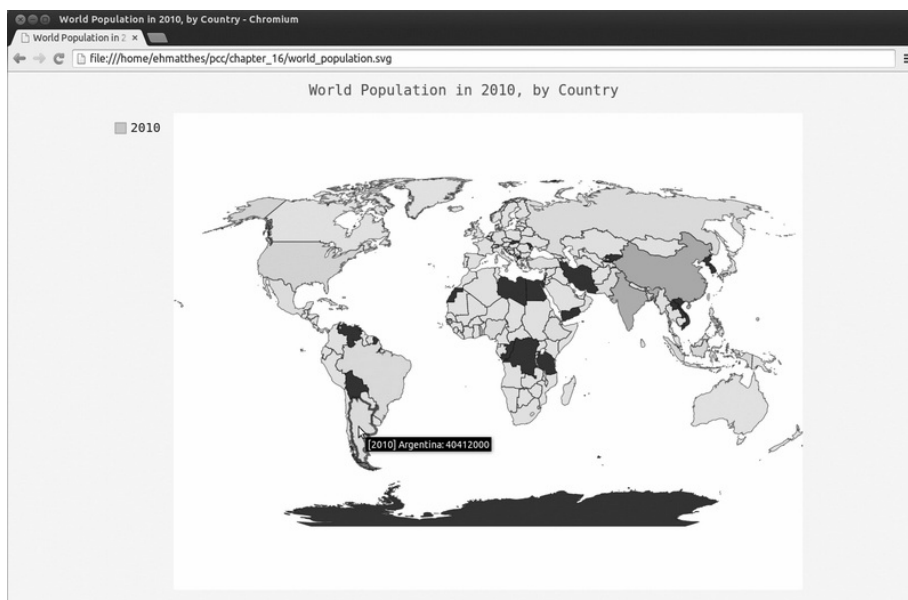 World Population in 2010, by Country - Chromium
World Population in 2
file:///home/ehmatthes/pcc/chapter_16/world_population.svg
World Population in 2010, by Country
2010
[2010] Argentina: 40412000